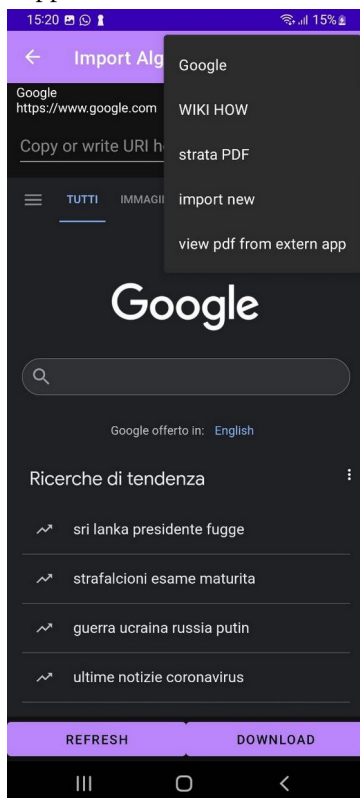 15:20
15%
Import Alg
Google
https://www.google.com
Copy or write URI h
Google
WIKI HOW
strata PDF
import new
view pdf from extern app
TUTTI IMMAGI
Google
Google offerto in: English
Ricerche di tendenza
sri lanka presidente fugge
strafalcioni esame maturita
guerra ucraina russia putin
ultime notizie coronavirus
REFRESH DOWNLOAD